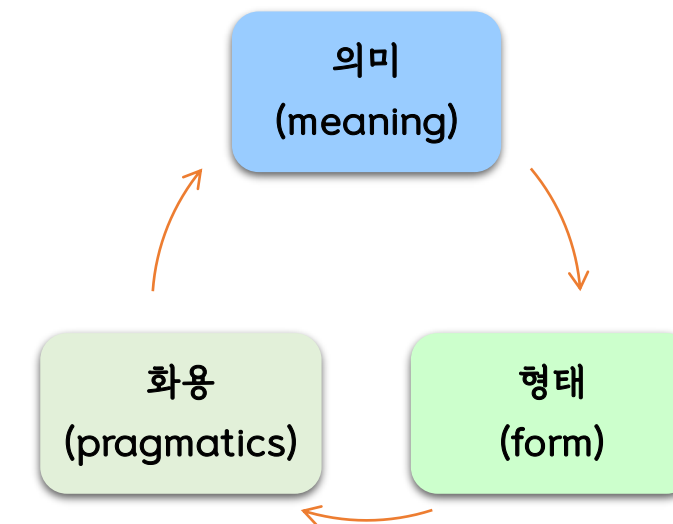 의미
(meaning)
화용
(pragmatics)
형태
(form)